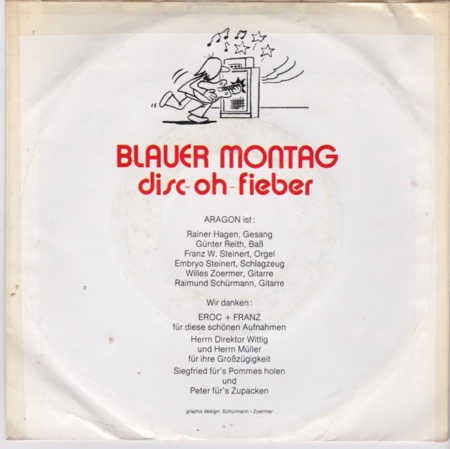 BLAUER MONTAG
disc-oh-fieber
ARAGON ist:
Rainer Hagen, Gesang
Günter Reith, Baß
Franz W. Steinert, Orgel
Embryo Steinert, Schlagzeug
Willes Zoermer, Gitarre
Raimund Schürmann, Gitarre
Wir danken:
EROC + FRANZ
für diese schönen Aufnahmen
Herrn Direktor Wittig
und Herrn Müller
für ihre Großzügigkeit
Siegfried für's Pommes holen
und
Peter für's Zupacken
graphic design: Schürmann - Zoermer